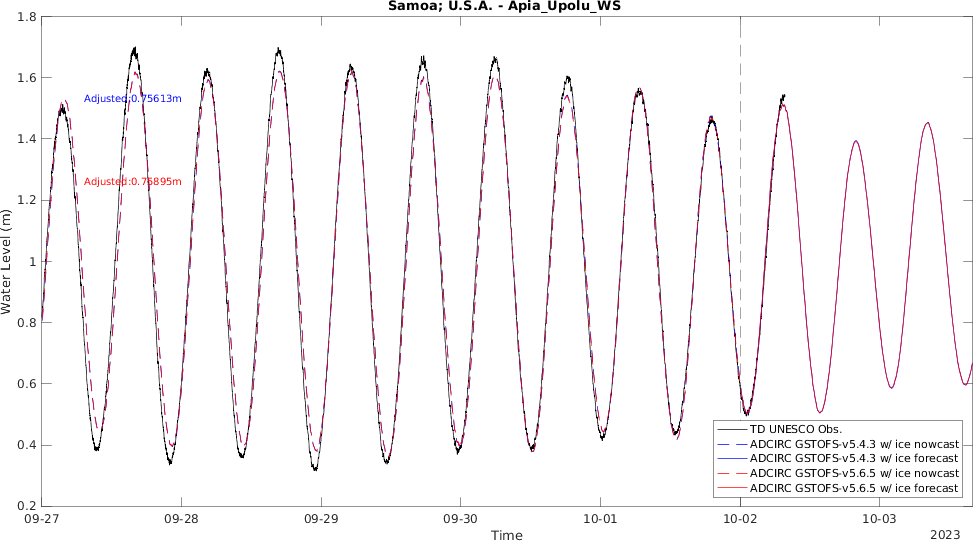 Samoa; U.S.A. - Apia_Upolu_WS
1.8
1.6
1.4
1.2
1
0.8
0.6
0.4
0.2
Water Level (m)
Adjusted:0.75613m
Adjusted:0.76895m
TD UNESCO Obs.
ADCIRC GSTOFS-v5.4.3 w/ ice nowcast
ADCIRC GSTOFS-v5.4.3 w/ ice forecast
ADCIRC GSTOFS-v5.6.5 w/ ice nowcast
ADCIRC GSTOFS-v5.6.5 w/ ice forecast
09-27 09-28 09-29 09-30 10-01 10-02 10-03
Time
2023